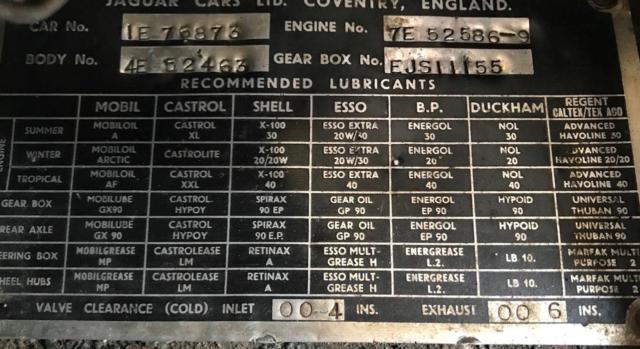 JAGUAR CARS LTD. COVENTRY, ENGLAND.
CAR No. 1E 76873 ENGINE No. 7E 52586-9
BODY No. 4E 52463 GEAR BOX No. EJS11155
RECOMMENDED LUBRICANTS
MOBIL CASTROL SHELL ESSO B.P. DUCKHAM REGENT CALTEX/TEXACO
ENGINE
SUMMER MOBILOIL A CASTROL XL X-100 30 ESSO EXTRA 20W/30 ENERGOL 30 NOL 30 ADVANCED HAVOLINE 30
WINTER MOBILOIL ARCTIC CASTROLITE X-100 20/20W ESSO EXTRA 20W/30 ENERGOL 20 NOL 20 ADVANCED HAVOLINE 20/20
TROPICAL MOBILOIL AF CASTROL XXL X-100 40 ESSO EXTRA 40 ENERGOL 40 NOL 40 ADVANCED HAVOLINE 40
GEAR BOX MOBILUBE GX90 CASTROL HYPOY SPIRAX 90 EP GEAR OIL GP 90 ENERGOL EP 90 HYPOID 90 UNIVERSAL THUBAN 90
REAR AXLE MOBILUBE GX 90 CASTROL HYPOY SPIRAX 90 E.P. GEAR OIL GP 90 ENERGOL EP 90 HYPOID 90 UNIVERSAL THUBAN 90
EERING BOX MOBILGREASE MP CASTROLEASE LM RETINAX A ESSO MULT-GREASE H ENERGREASE L.2. LB 10. MARFAK MULTI PURPOSE 2
HEEL HUBS MOBILGREASE MP CASTROLEASE LM RETINAX A ESSO MULT-GREASE H ENERGREASE L.2. LB 10. MARFAK MULTI PURPOSE 2
VALVE CLEARANCE (COLD) INLET 00-4 INS. EXHAUST 00 6 INS.